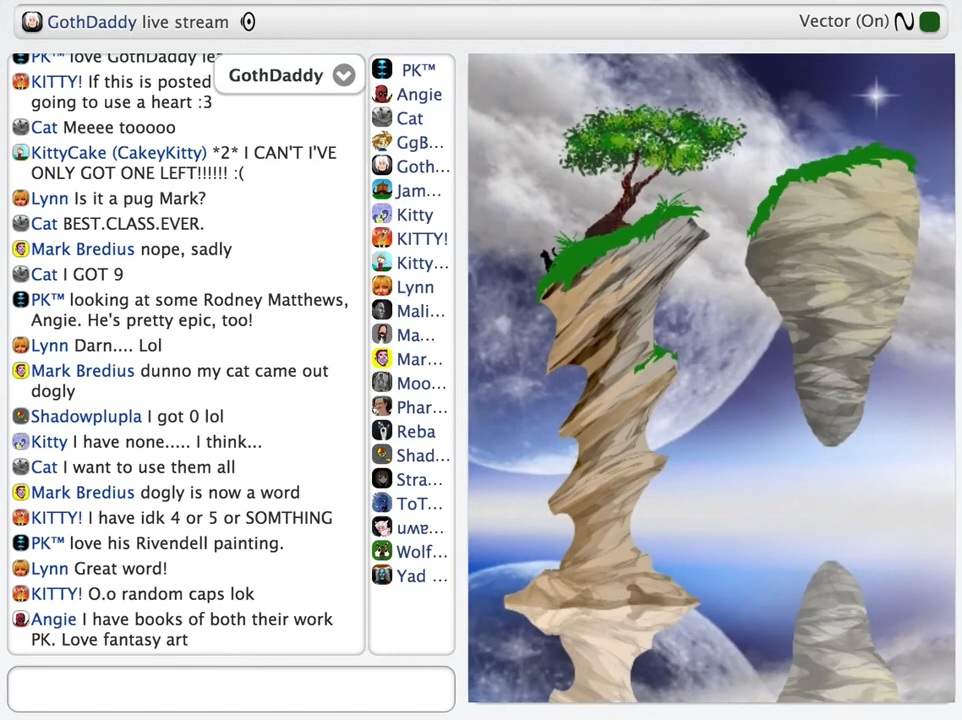 GothDaddy live stream
Vector (On)
PK™ love GothDaddy
GothDaddy
KITTY! If this is posted
going to use a heart :3
Cat Meeee tooooo
KittyCake (CakeyKitty) *2* I CAN'T I'VE
ONLY GOT ONE LEFT!!!!!! :(
Lynn Is it a pug Mark?
Cat BEST.CLASS.EVER.
Mark Bredius nope, sadly
Cat I GOT 9
PK™ looking at some Rodney Matthews,
Angie. He's pretty epic, too!
Lynn Darn.... Lol
Mark Bredius dunno my cat came out
dogly
Shadowplupla I got 0 lol
Kitty I have none..... I think...
Cat I want to use them all
Mark Bredius dogly is now a word
KITTY! I have idk 4 or 5 or SOMTHING
PK™ love his Rivendell painting.
Lynn Great word!
KITTY! O.o random caps lok
Angie I have books of both their work
PK. Love fantasy art
PK™
Angie
Cat
GgB...
Goth...
Jam...
Kitty
KITTY!
Kitty...
Lynn
Mali...
Ma...
Mar...
Moo...
Phar...
Reba
Shad...
Stra...
ToT...
Wolf...
Yad ...